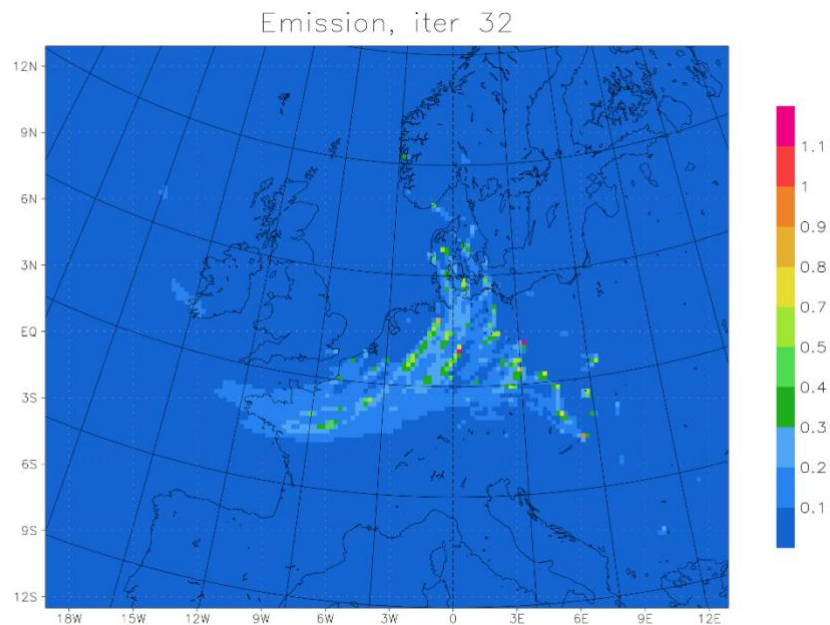 Emission, iter 32
12N
9N
6N
3N
EQ
3S
6S
9S
12S
18W 15W 12W 9W 6W 3W 0 3E 6E 9E 12E
1.1
1
0.9
0.8
0.7
0.5
0.4
0.3
0.2
0.1